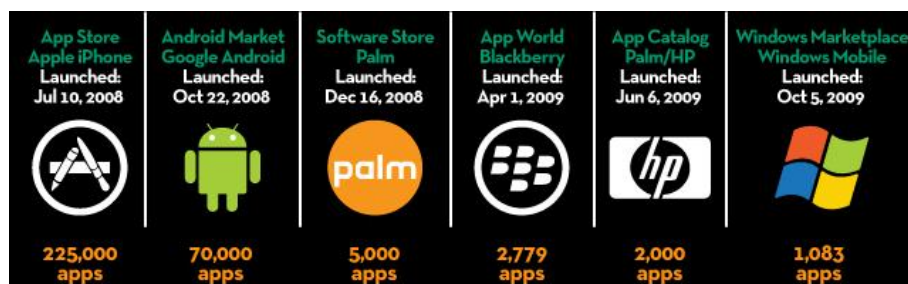 App Store
Apple iPhone
Launched:
Jul 10, 2008
225,000
apps
Android Market
Google Android
Launched:
Oct 22, 2008
70,000
apps
Software Store
Palm
Launched:
Dec 16, 2008
palm
5,000
apps
App World
Blackberry
Launched:
Apr 1, 2009
2,779
apps
App Catalog
Palm/HP
Launched:
Jun 6, 2009
hp
2,000
apps
Windows Marketplace
Windows Mobile
Launched:
Oct 5, 2009
1,083
apps